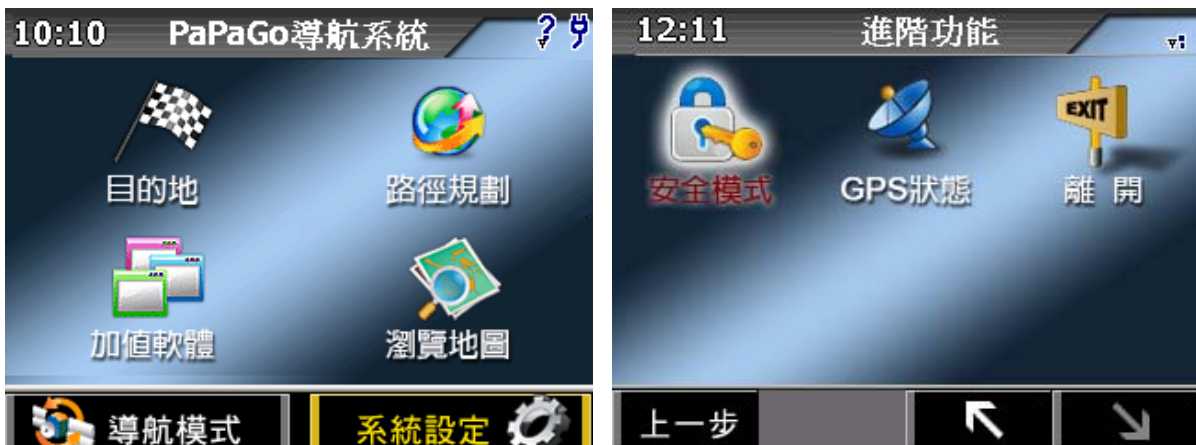 10:10 PaPaGo導航系統
目的地 路徑規劃
加值軟體 瀏覽地圖
導航模式 系統設定
12:11 進階功能
EXIT
安全模式 GPS狀態 離開
上一步